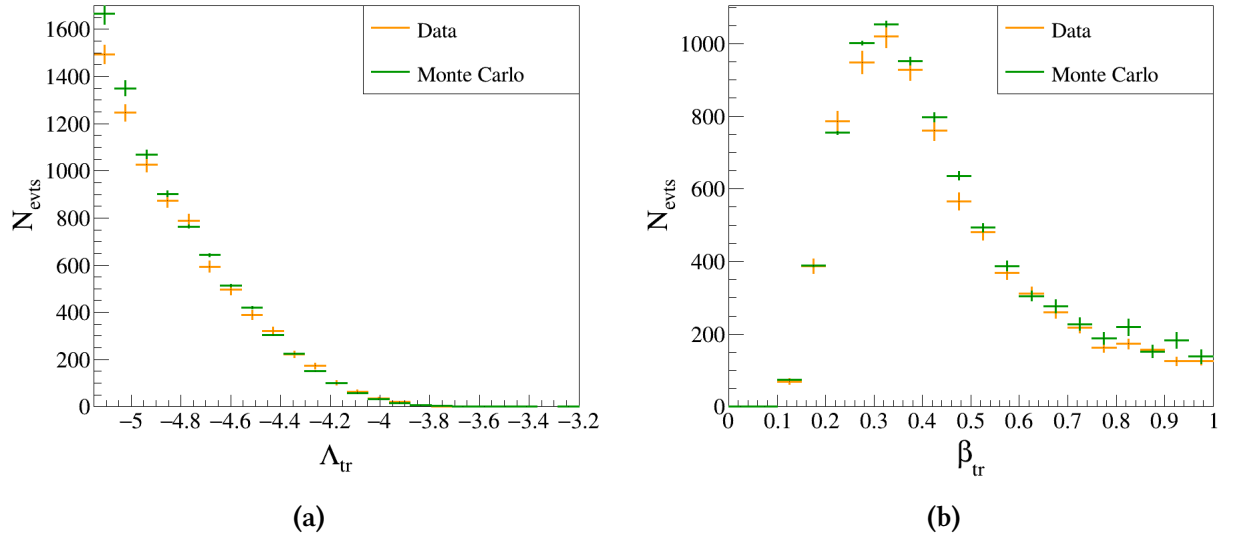 1600
1400
1200
1000
800
600
400
200
0
N_evts
Data
Monte Carlo
−5 −4.8 −4.6 −4.4 −4.2 −4 −3.8 −3.6 −3.4 −3.2
Λ_tr
(a)
1000
800
600
400
200
0
N_evts
Data
Monte Carlo
0 0.1 0.2 0.3 0.4 0.5 0.6 0.7 0.8 0.9 1
β_tr
(b)